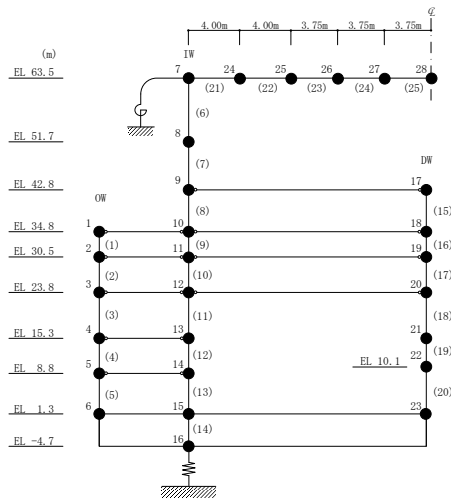 ℄
4.00m 4.00m 3.75m 3.75m 3.75m
(m) IW
EL 63.5 7 24 25 26 27 28
(21) (22) (23) (24) (25)
(6)
EL 51.7 8
(7)
DW
EL 42.8 9 17
OW (8) (15)
EL 34.8 1 10 18
(1) (9) (16)
EL 30.5 2 11 19
(2) (10) (17)
EL 23.8 3 12 20
(3) (11) (18)
EL 15.3 4 13 21
(4) (12) (19)
EL 10.1 22
EL 8.8 5 14
(5) (13) (20)
EL 1.3 6 15 23
(14)
EL -4.7 16